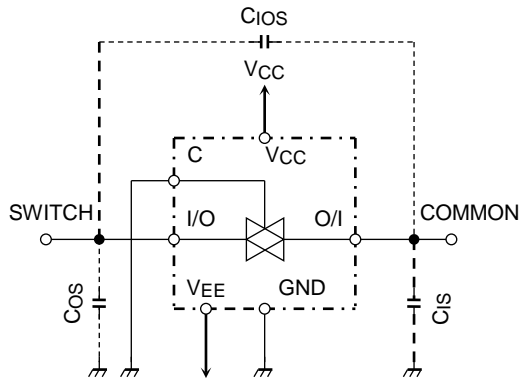 CIOS
VCC
VCC
C
SWITCH
I/O
O/I
COMMON
COS
VEE
GND
CIS